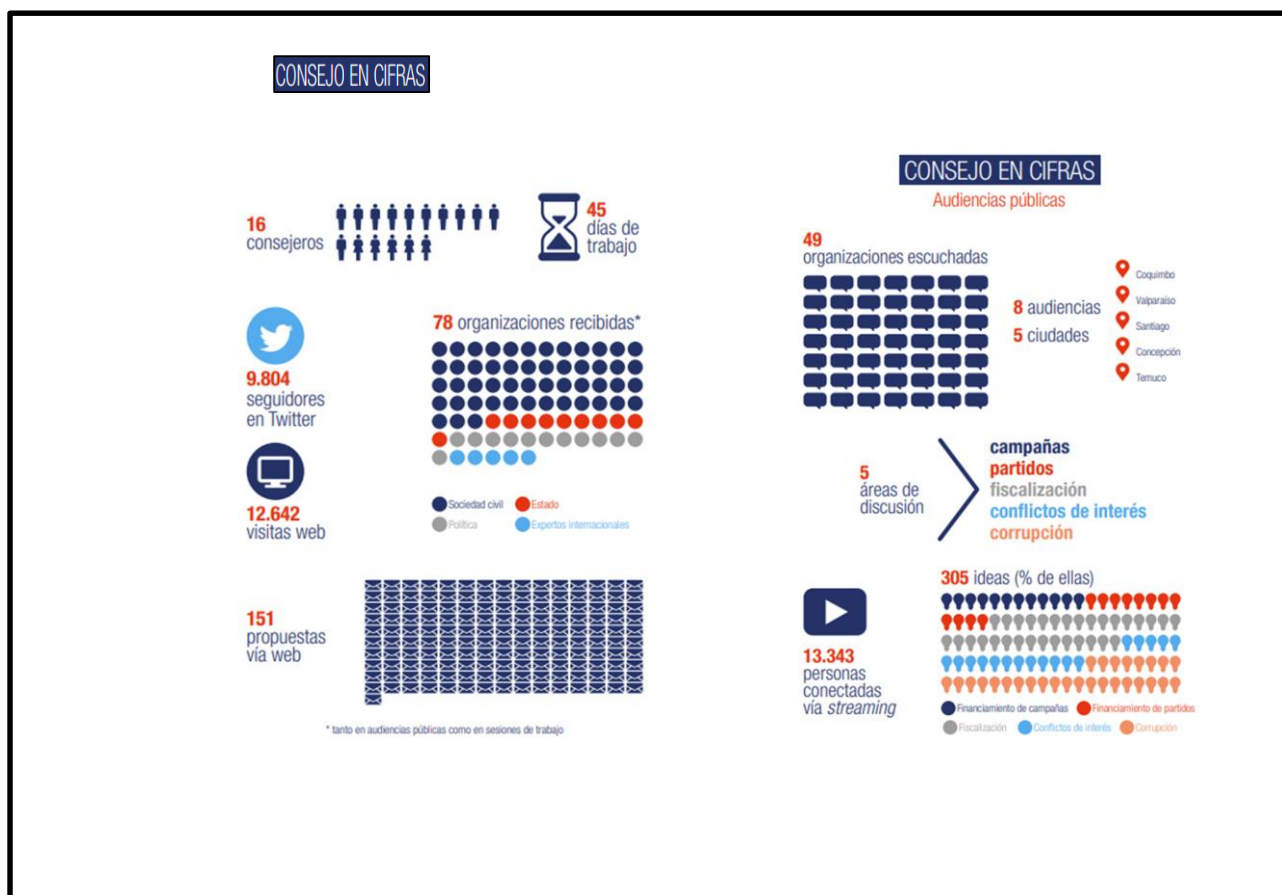 CONSEJO EN CIFRAS
16
consejeros
45
días de
trabajo
9.804
seguidores
en Twitter
78 organizaciones recibidas*
Sociedad civil
Estado
Política
Expertos internacionales
12.642
visitas web
151
propuestas
vía web
* tanto en audiencias públicas como en sesiones de trabajo
CONSEJO EN CIFRAS
Audiencias públicas
49
organizaciones escuchadas
8 audiencias
5 ciudades
Coquimbo
Valparaíso
Santiago
Concepción
Temuco
5
áreas de
discusión
campañas
partidos
fiscalización
conflictos de interés
corrupción
305 ideas (% de ellas)
13.343
personas
conectadas
vía streaming
Financiamiento de campañas
Financiamiento de partidos
Fiscalización
Conflictos de interés
Corrupción